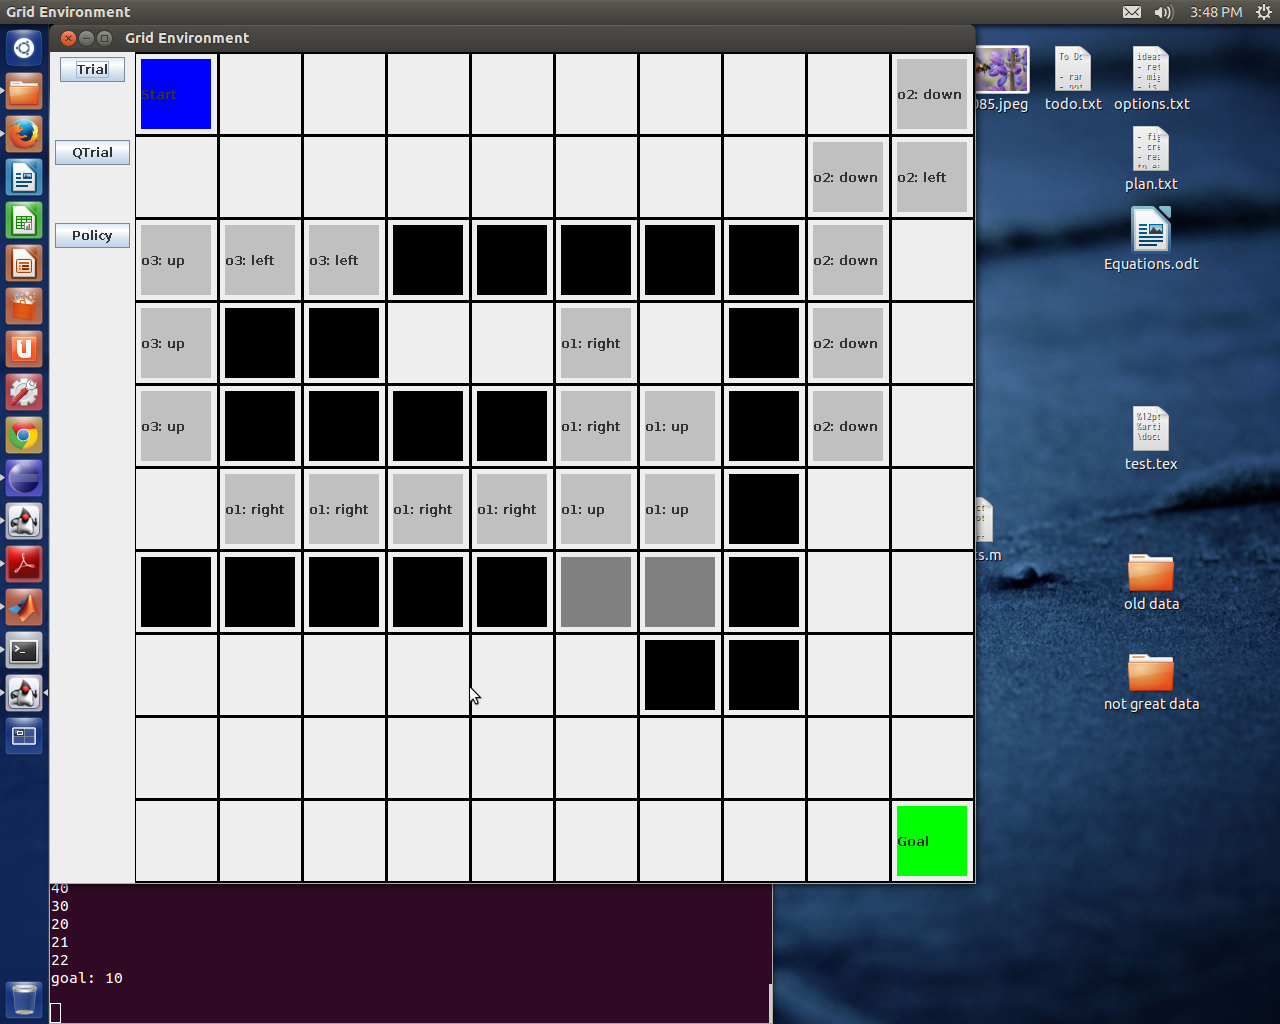 Grid Environment
3:48 PM
Grid Environment
Trial
Start
o2: down
QTrial
o2: down
o2: left
Policy
o3: up
o3: left
o3: left
o2: down
o3: up
o1: right
o2: down
o3: up
o1: right
o1: up
o2: down
o1: right
o1: right
o1: right
o1: right
o1: up
o1: up
Goal
40
30
20
21
22
goal: 10
085.jpeg
To Do
todo.txt
options.txt
plan.txt
Equations.odt
test.tex
ts.m
old data
not great data